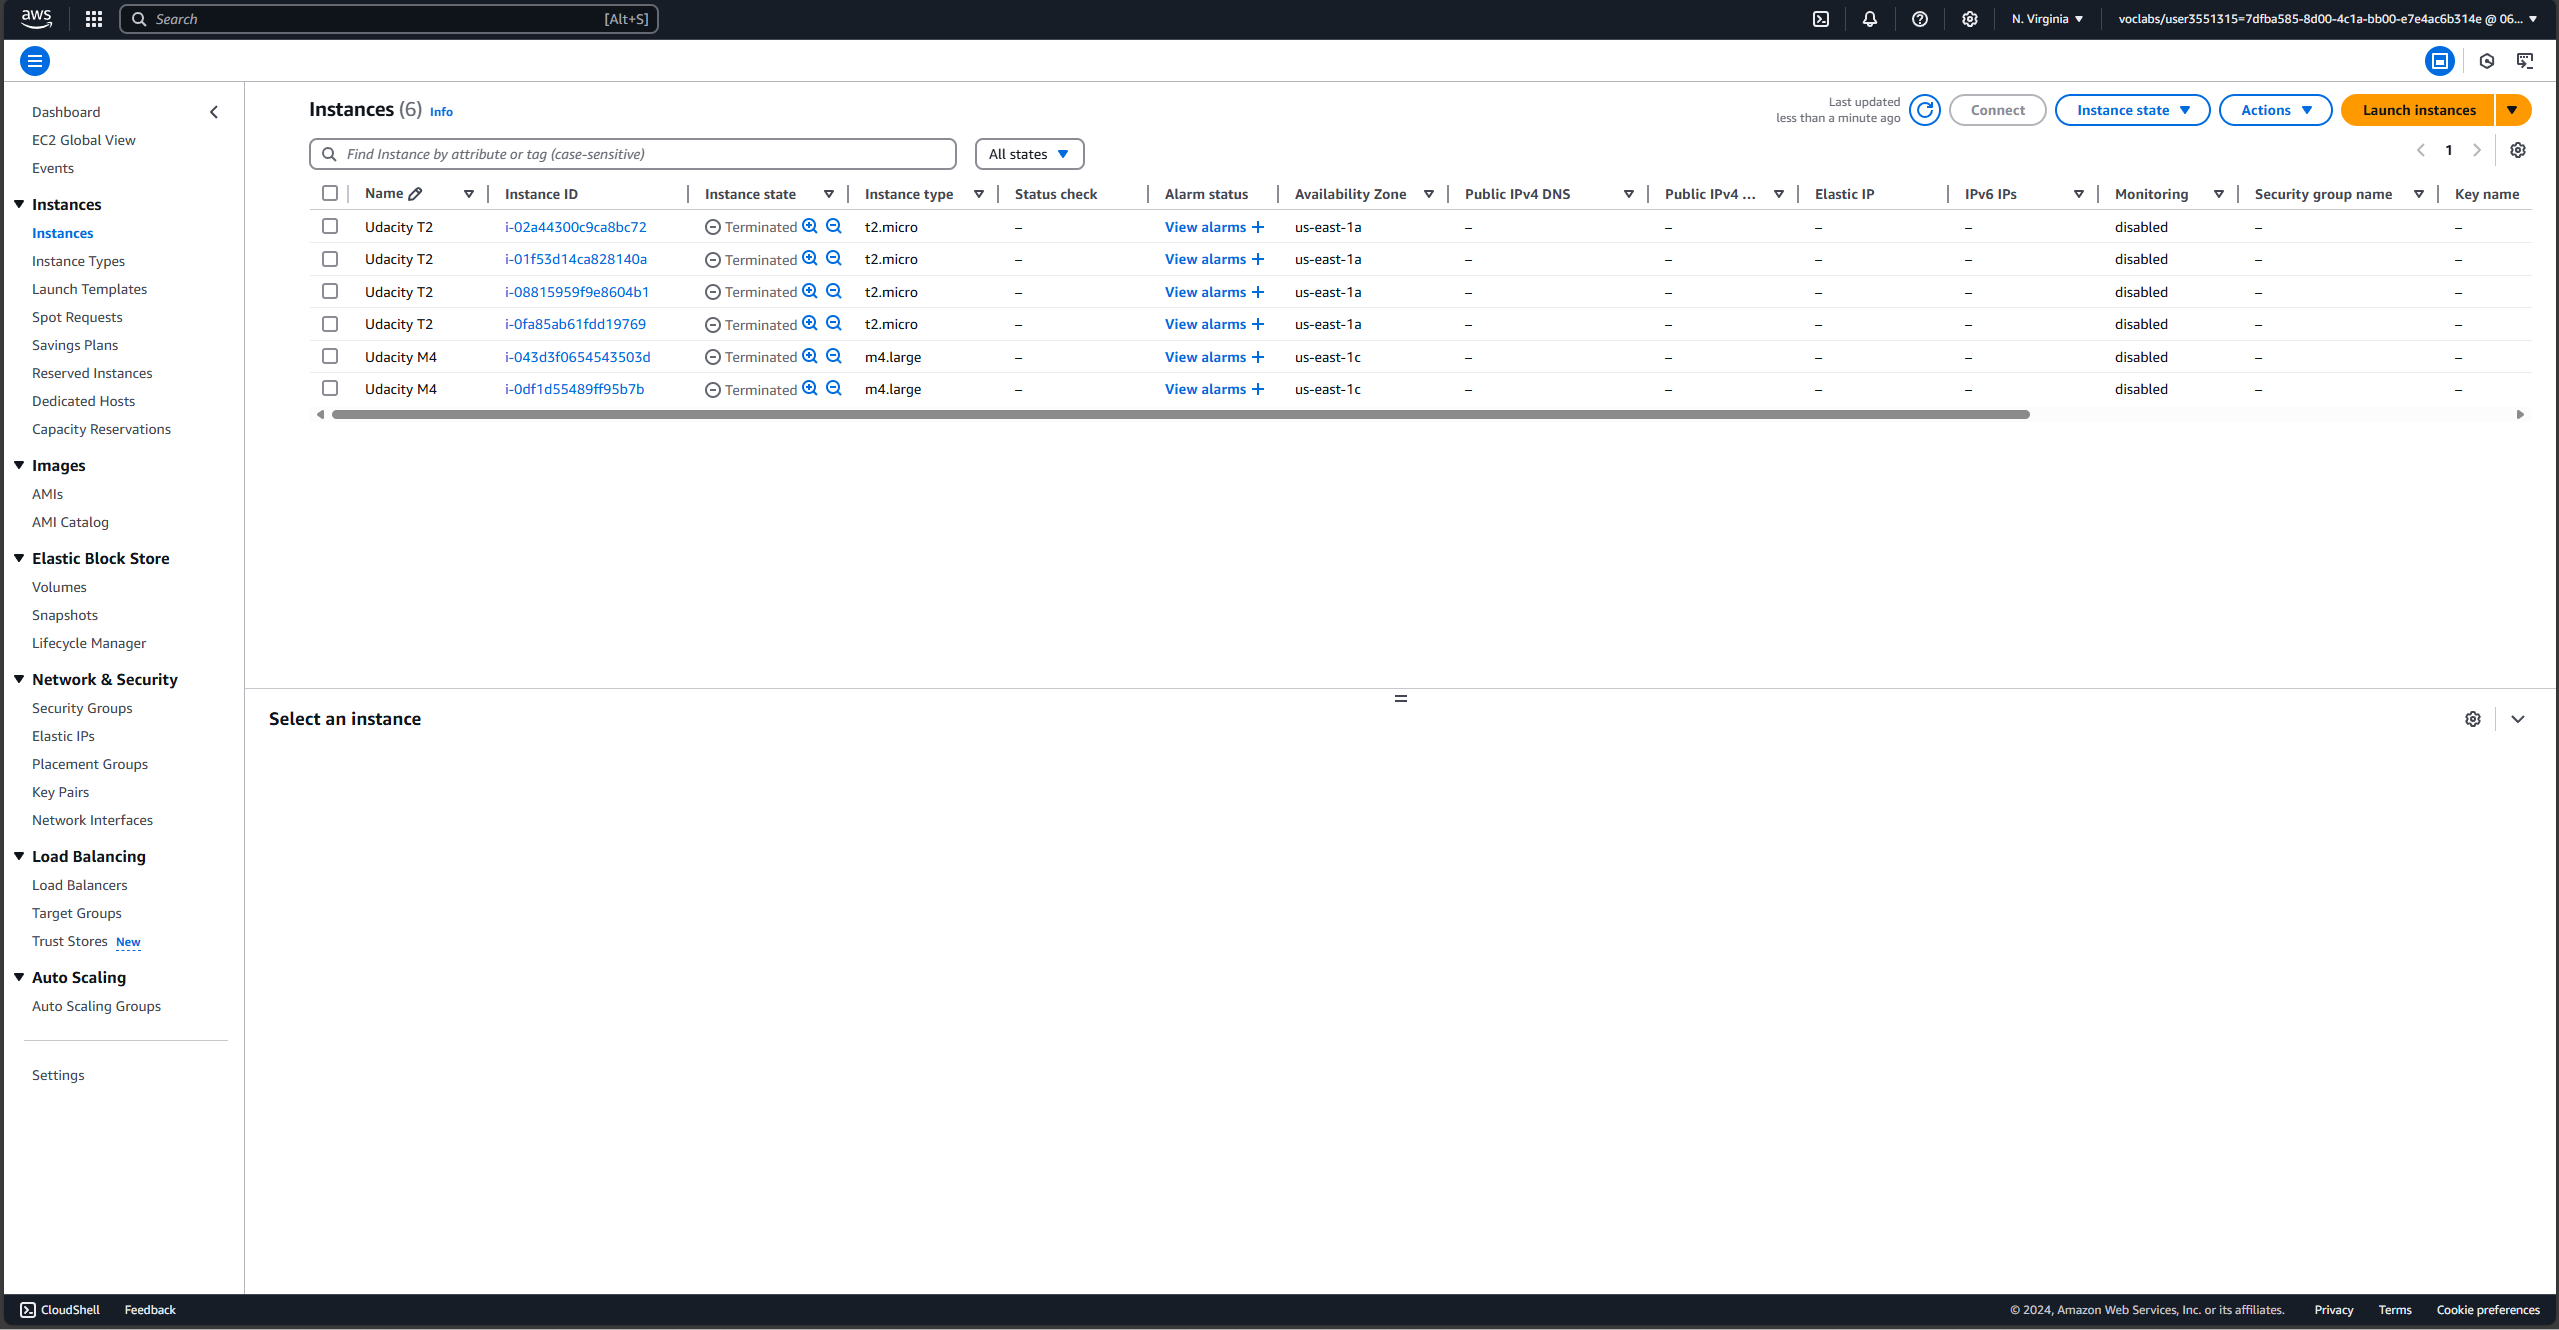 aws Search [Alt+S] N. Virginia voclabs/user3551315=7dfba585-8d00-4c1a-bb00-e7e4ac6b314e @ 06...
Dashboard
EC2 Global View
Events
Instances
Instances
Instance Types
Launch Templates
Spot Requests
Savings Plans
Reserved Instances
Dedicated Hosts
Capacity Reservations
Images
AMIs
AMI Catalog
Elastic Block Store
Volumes
Snapshots
Lifecycle Manager
Network & Security
Security Groups
Elastic IPs
Placement Groups
Key Pairs
Network Interfaces
Load Balancing
Load Balancers
Target Groups
Trust Stores New
Auto Scaling
Auto Scaling Groups
Settings
Instances (6) Info
Last updated
less than a minute ago
Connect Instance state Actions Launch instances
Find Instance by attribute or tag (case-sensitive) All states 1
Name Instance ID Instance state Instance type Status check Alarm status Availability Zone Public IPv4 DNS Public IPv4 ... Elastic IP IPv6 IPs Monitoring Security group name Key name
Udacity T2 i-02a44300c9ca8bc72 Terminated t2.micro – View alarms + us-east-1a – – – – disabled – –
Udacity T2 i-01f53d14ca828140a Terminated t2.micro – View alarms + us-east-1a – – – – disabled – –
Udacity T2 i-08815959f9e8604b1 Terminated t2.micro – View alarms + us-east-1a – – – – disabled – –
Udacity T2 i-0fa85ab61fdd19769 Terminated t2.micro – View alarms + us-east-1a – – – – disabled – –
Udacity M4 i-043d3f0654543503d Terminated m4.large – View alarms + us-east-1c – – – – disabled – –
Udacity M4 i-0df1d55489ff95b7b Terminated m4.large – View alarms + us-east-1c – – – – disabled – –
Select an instance
CloudShell Feedback © 2024, Amazon Web Services, Inc. or its affiliates. Privacy Terms Cookie preferences